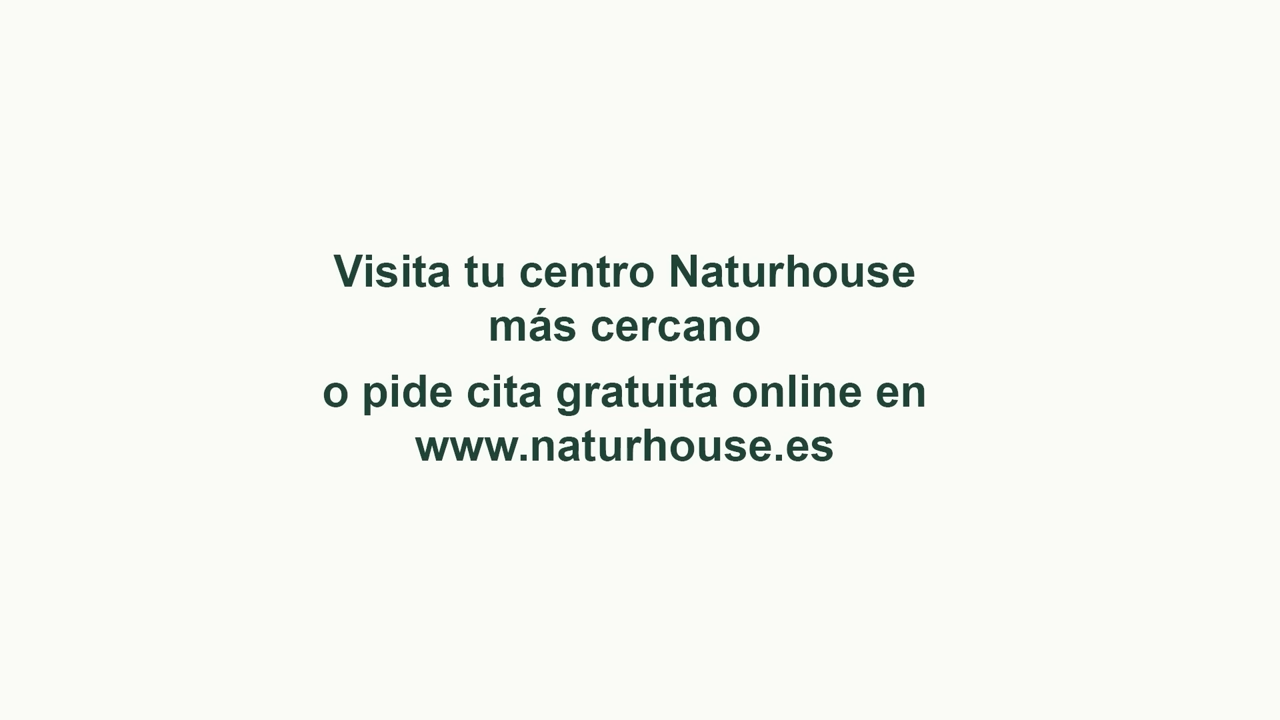 Visita tu centro Naturhouse
más cercano
o pide cita gratuita online en
www.naturhouse.es